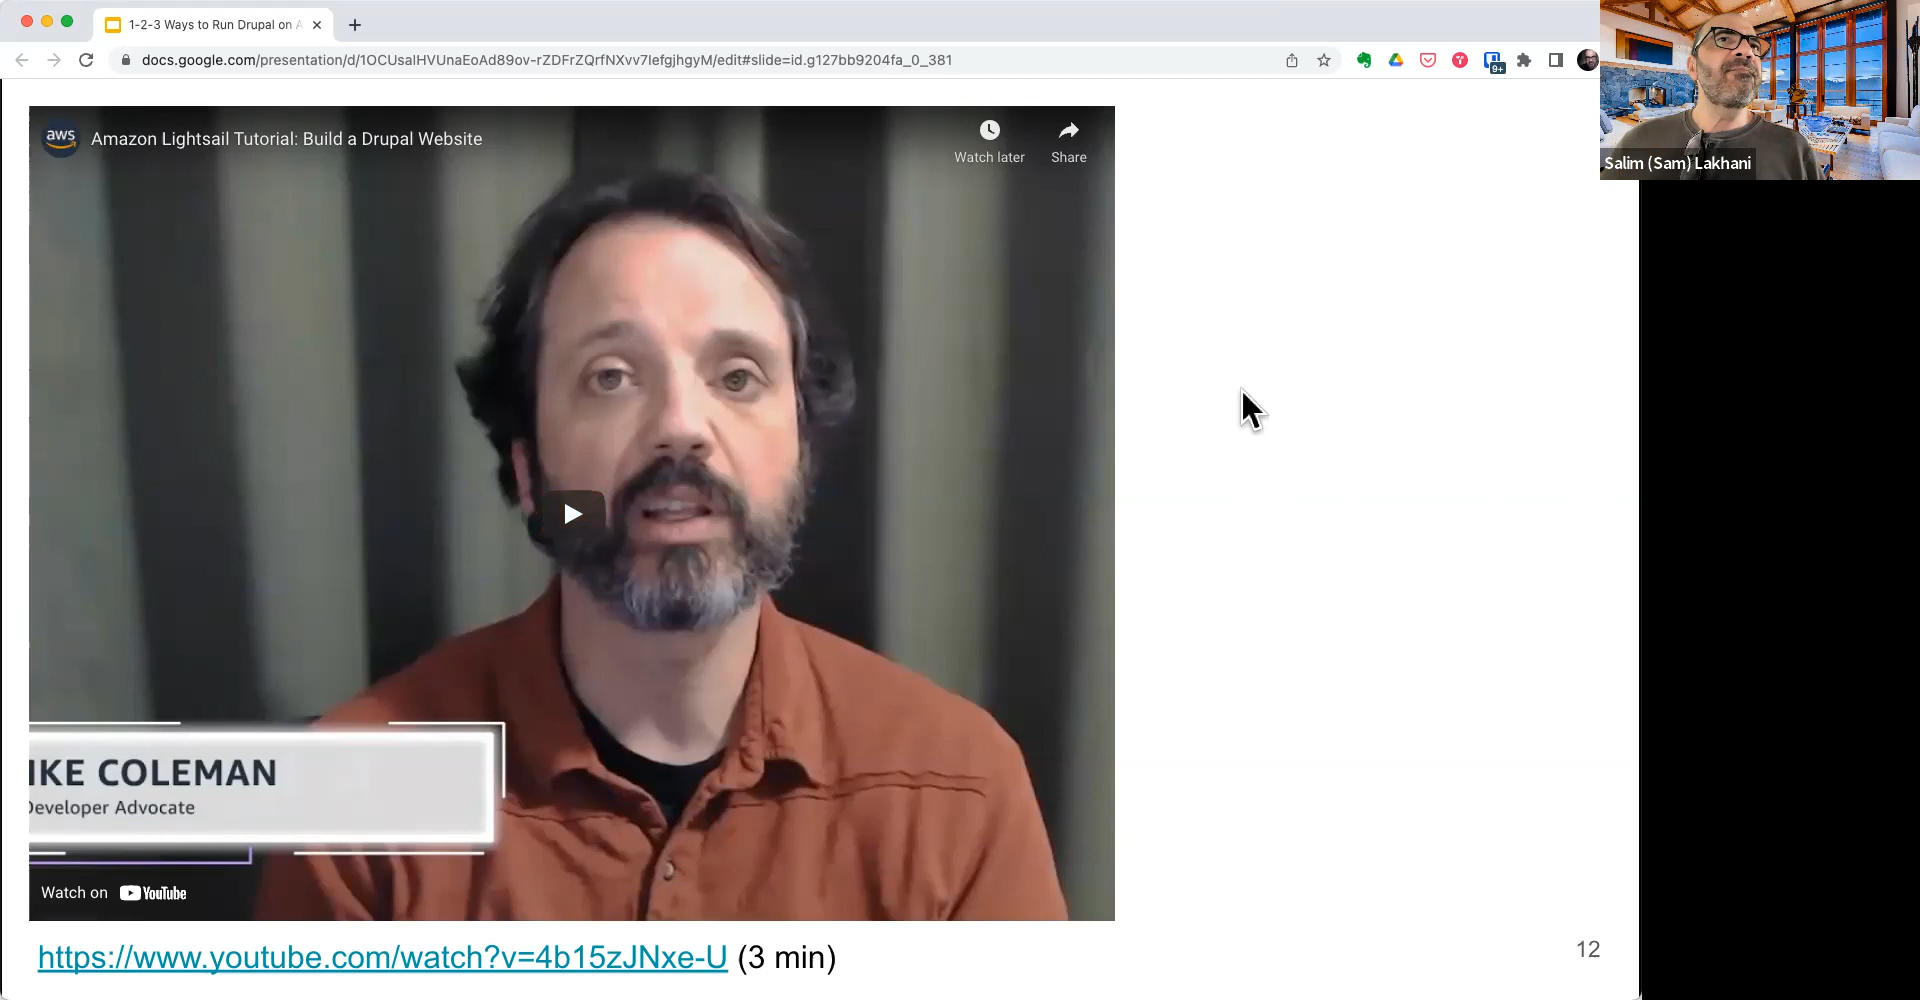 1-2-3 Ways to Run Drupal on A
docs.google.com/presentation/d/1OCUsalHVUnaEoAd89ov-rZDFrZQrfNXvv7lefgjhgyM/edit#slide=id.g127bb9204fa_0_381
9+
Salim (Sam) Lakhani
aws
Amazon Lightsail Tutorial: Build a Drupal Website
Watch later
Share
IKE COLEMAN
Developer Advocate
Watch on YouTube
https://www.youtube.com/watch?v=4b15zJNxe-U (3 min)
12